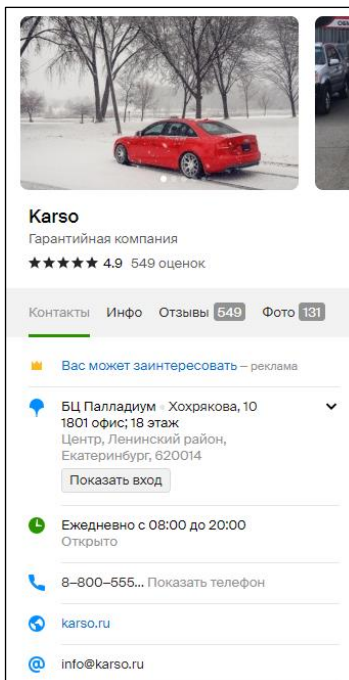 Karso
Гарантийная компания
★★★★★ 4.9 549 оценок
Контакты Инфо Отзывы 549 Фото 131
Вас может заинтересовать – реклама
БЦ Палладиум • Хохрякова, 10
1801 офис; 18 этаж
Центр, Ленинский район,
Екатеринбург, 620014
Показать вход
Ежедневно с 08:00 до 20:00
Открыто
8–800–555... Показать телефон
karso.ru
info@karso.ru